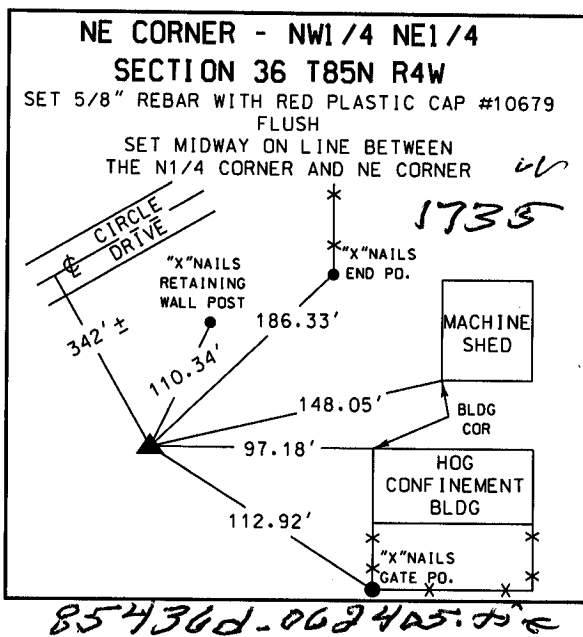 NE CORNER - NW1/4 NE1/4
SECTION 36 T85N R4W
SET 5/8" REBAR WITH RED PLASTIC CAP #10679
FLUSH
SET MIDWAY ON LINE BETWEEN
THE N1/4 CORNER AND NE CORNER
1735
CIRCLE
DRIVE
"X"NAILS
RETAINING
WALL POST
"X"NAILS
END PO.
342' ±
110.34'
186.33'
MACHINE
SHED
148.05'
BLDG
COR
97.18'
HOG
CONFINEMENT
BLDG
112.92'
"X"NAILS
GATE PO.